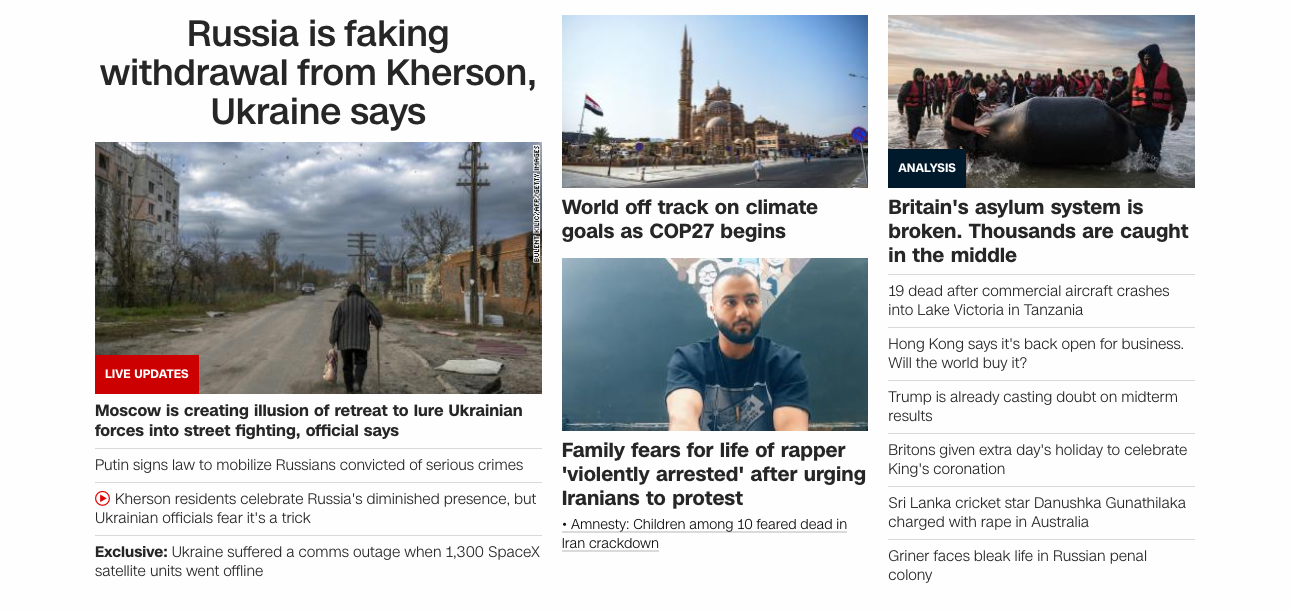 Russia is faking
withdrawal from Kherson,
Ukraine says
BULENT KILIC/AFP/GETTY IMAGES
LIVE UPDATES
Moscow is creating illusion of retreat to lure Ukrainian
forces into street fighting, official says
Putin signs law to mobilize Russians convicted of serious crimes
Kherson residents celebrate Russia's diminished presence, but
Ukrainian officials fear it's a trick
Exclusive: Ukraine suffered a comms outage when 1,300 SpaceX
satellite units went offline
World off track on climate
goals as COP27 begins
Family fears for life of rapper
'violently arrested' after urging
Iranians to protest
• Amnesty: Children among 10 feared dead in
Iran crackdown
ANALYSIS
Britain's asylum system is
broken. Thousands are caught
in the middle
19 dead after commercial aircraft crashes
into Lake Victoria in Tanzania
Hong Kong says it's back open for business.
Will the world buy it?
Trump is already casting doubt on midterm
results
Britons given extra day's holiday to celebrate
King's coronation
Sri Lanka cricket star Danushka Gunathilaka
charged with rape in Australia
Griner faces bleak life in Russian penal
colony